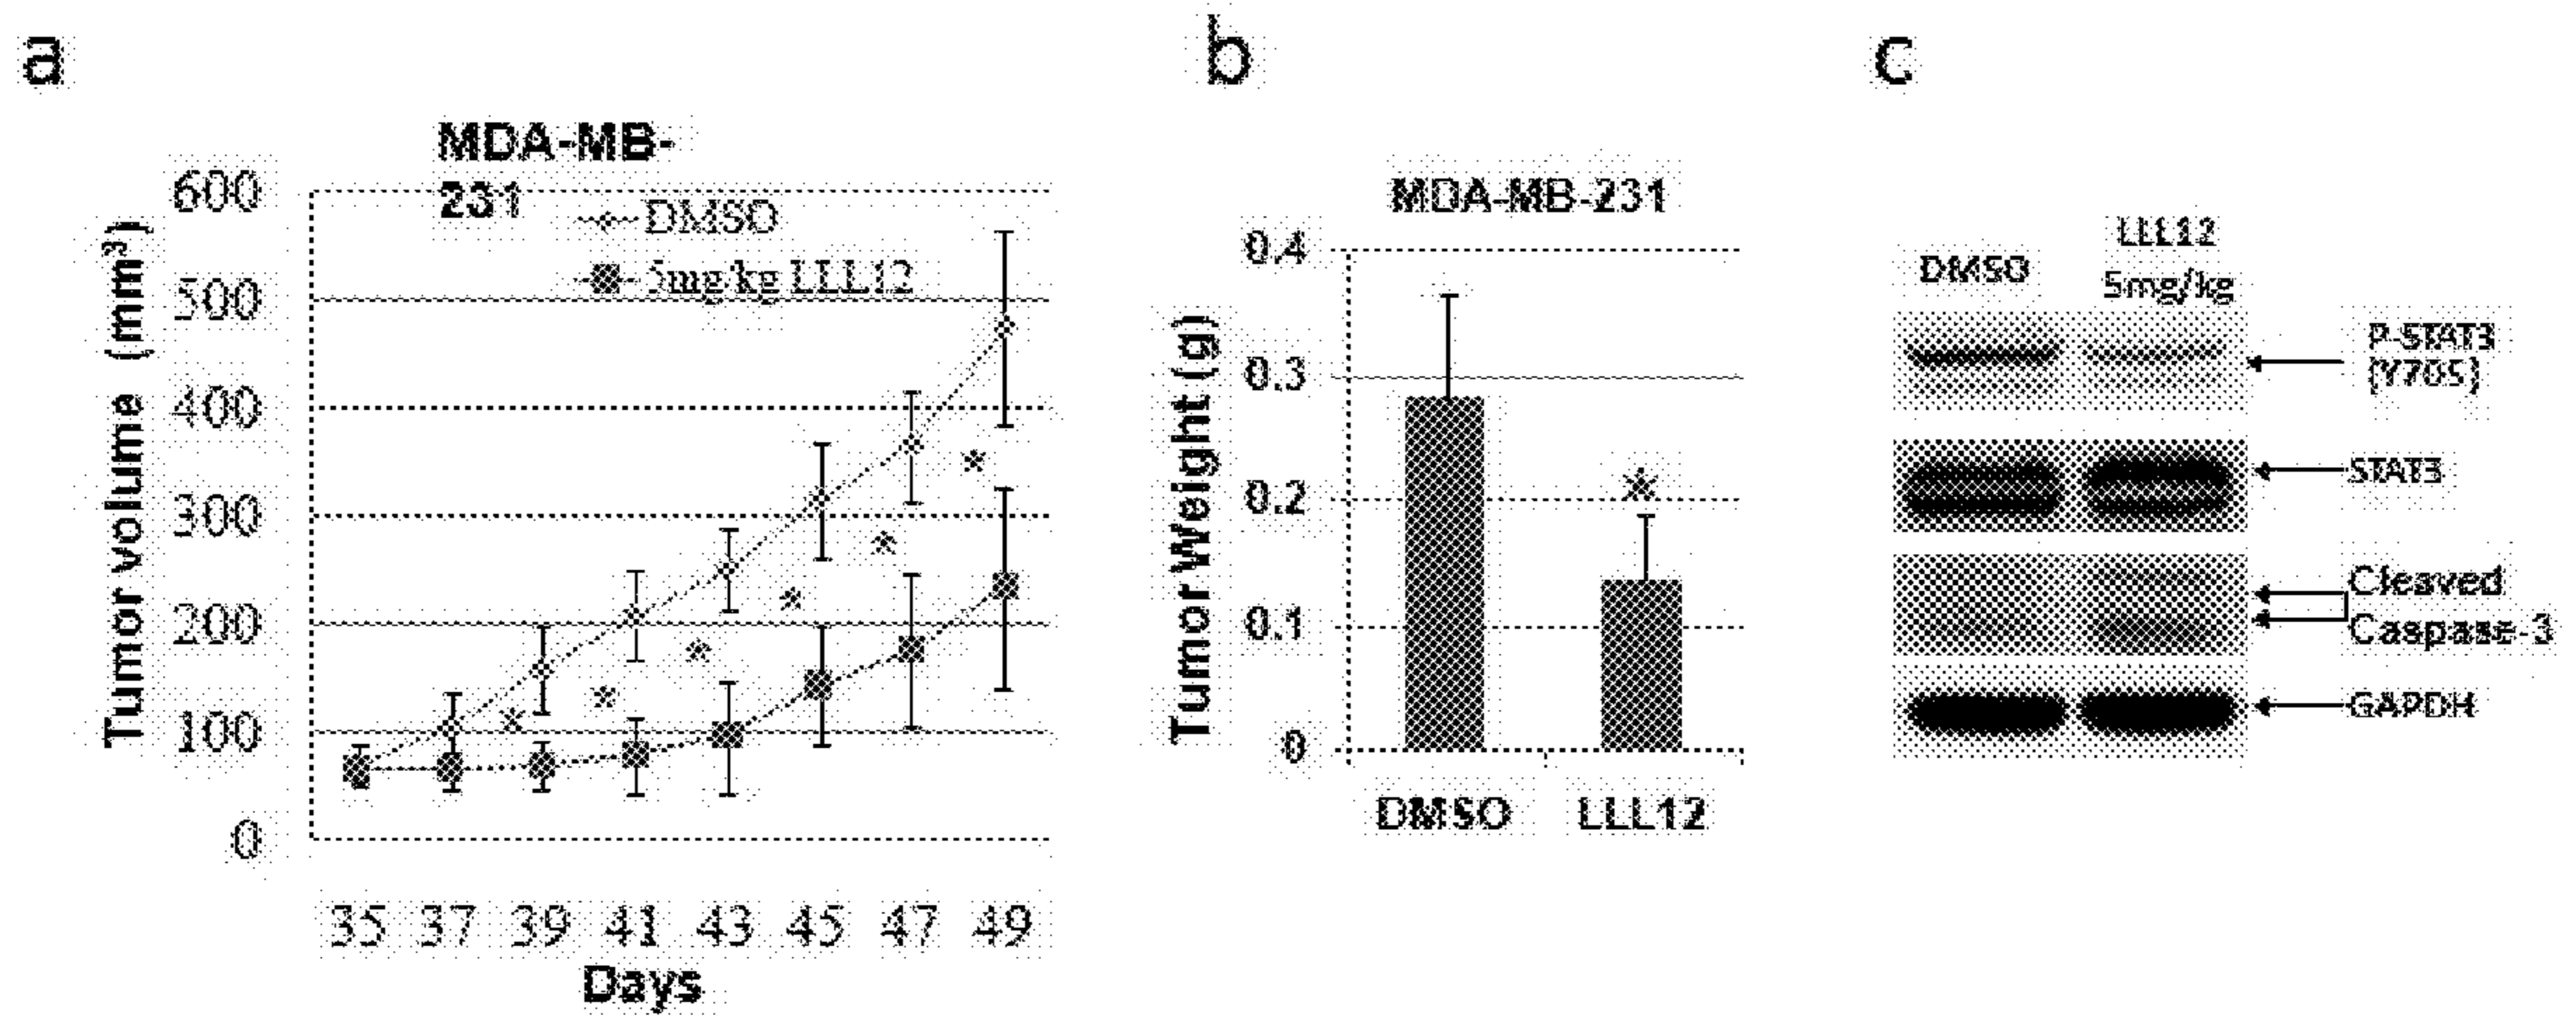 a
MDA-MB-
231
DMSO
5mg/kg LLL12
Tumor volume (mm³)
600
500
400
300
200
100
0
35 37 39 41 43 45 47 49
Days
*
*
*
*
*
*
b
MDA-MB-231
Tumor Weight (g)
0.4
0.3
0.2
0.1
0
*
DMSO LLL12
c
DMSO
LLL12
5mg/kg
P-STAT3
(Y705)
STAT3
Cleaved
Caspase-3
GAPDH